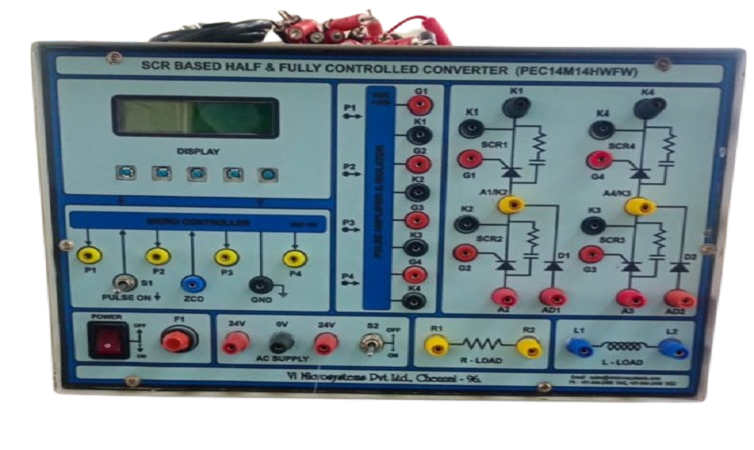 SCR BASED HALF & FULLY CONTROLLED CONVERTER (PEC14M14HWFW)
DISPLAY
MICRO CONTROLLER
P1
P2
P3
P4
S1
PULSE ON
ZCD
GND
P1
P2
P3
P4
PULSE AMPLIFIER & ISOLATOR
G1
K1
G2
K2
G3
K3
G4
K4
K1
K1
SCR1
G1
A1/K2
K2
SCR2
G2
D1
A2
AD1
K4
K4
SCR4
G4
A4/K3
K3
SCR3
G3
D2
A3
AD2
POWER
OFF
ON
F1
24V
0V
24V
AC SUPPLY
S2
OFF
ON
R1
R2
R - LOAD
L1
L2
L - LOAD
Vi Microsystems Pvt. Ltd., Chennai - 96.